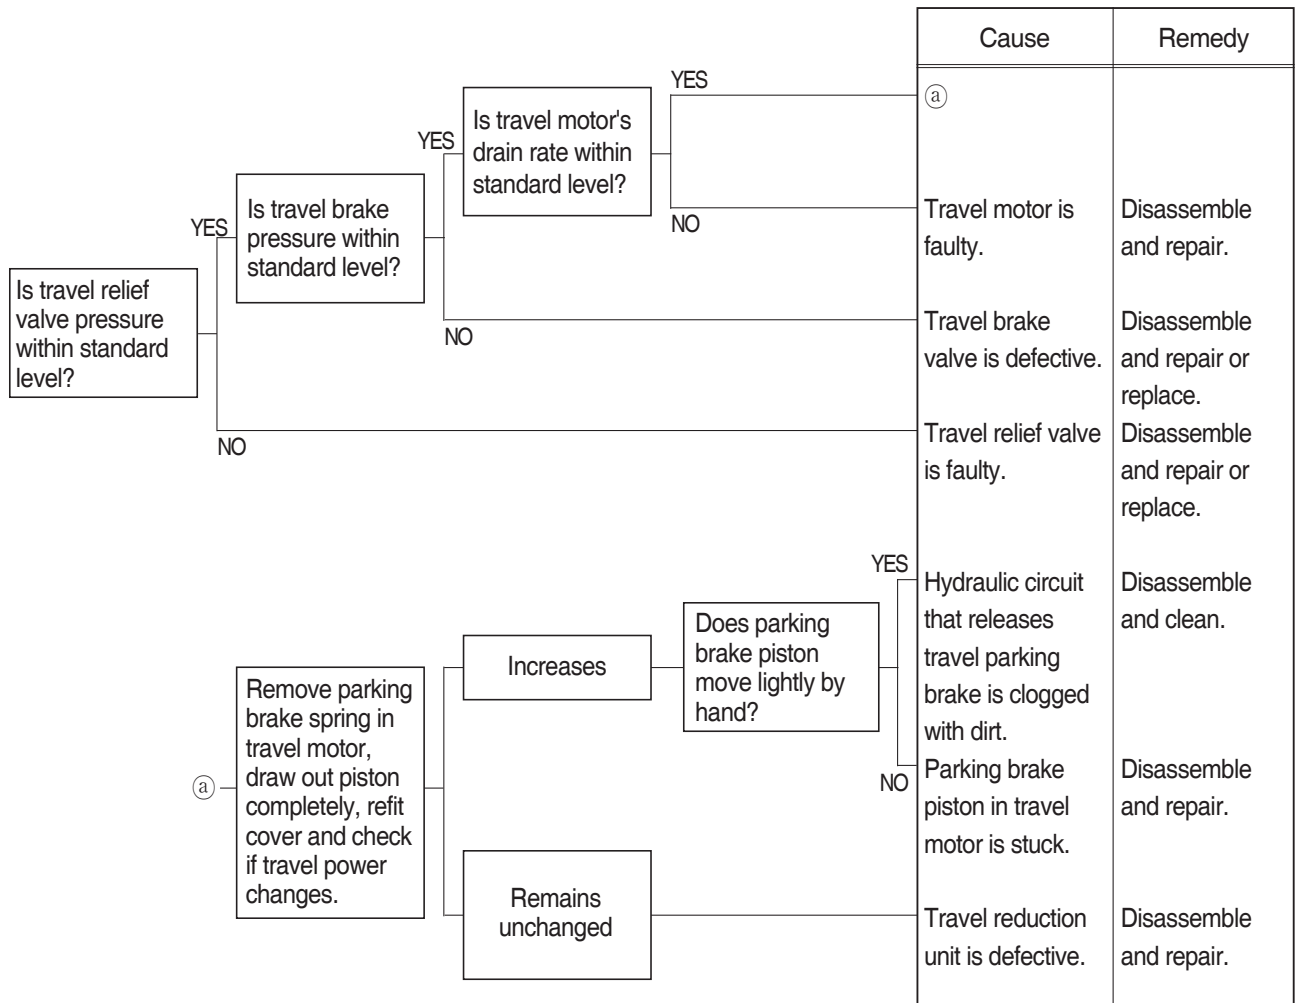 Cause
Remedy
YES
ⓐ
Is travel motor's
drain rate within
standard level?
YES
NO
Travel motor is
faulty.
Disassemble
and repair.
Is travel brake
pressure within
standard level?
YES
NO
Travel brake
valve is defective.
Disassemble
and repair or
replace.
Is travel relief
valve pressure
within standard
level?
NO
Travel relief valve
is faulty.
Disassemble
and repair or
replace.
YES
Hydraulic circuit
that releases
travel parking
brake is clogged
with dirt.
Disassemble
and clean.
Does parking
brake piston
move lightly by
hand?
Increases
NO
Parking brake
piston in travel
motor is stuck.
Disassemble
and repair.
ⓐ
Remove parking
brake spring in
travel motor,
draw out piston
completely, refit
cover and check
if travel power
changes.
Remains
unchanged
Travel reduction
unit is defective.
Disassemble
and repair.